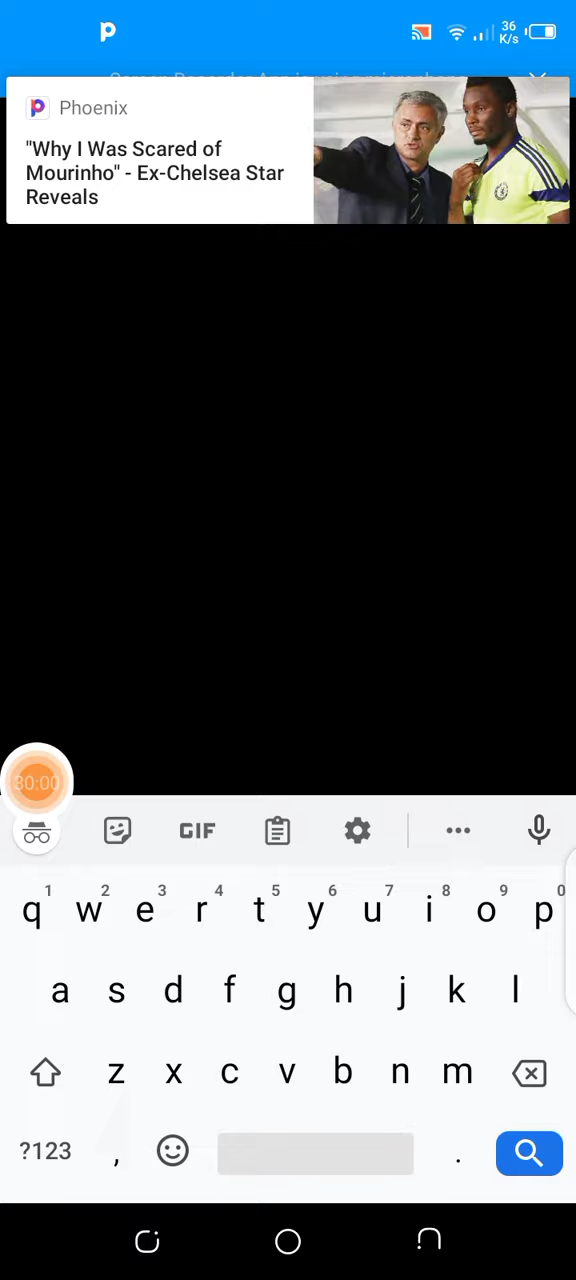 36
K/s
Phoenix
"Why I Was Scared of
Mourinho" - Ex-Chelsea Star
Reveals
30:00
GIF
1 2 3 4 5 6 7 8 9 0
q w e r t y u i o p
a s d f g h j k l
z x c v b n m
?123 , .